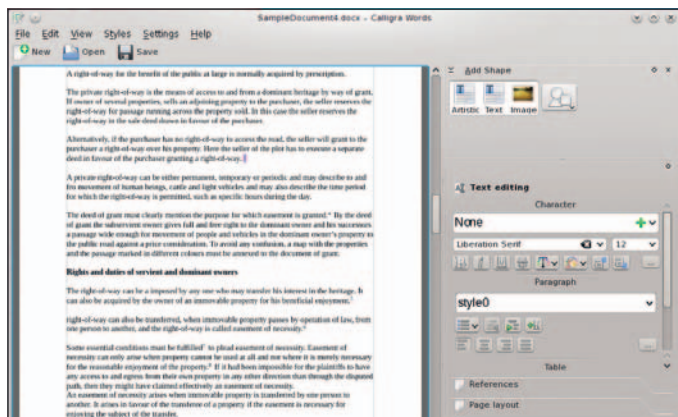 SampleDocument4.docx - Calligra Words
File Edit View Styles Settings Help
New Open Save
A right-of-way for the benefit of the public at large is normally acquired by prescription.
The private right-of-way is the means of access to and from a dominant heritage by way of grant.
If owner of several properties, sells an adjoining property to the purchaser, the seller reserves the
right-of-way for passage running across the property sold. In this case the seller reserves the
right-of-way in the sale deed drawn in favour of the purchaser.
Alternatively, if the purchaser has no right-of-way to access the road, the seller will grant to the
purchaser a right-of-way over his property. Here the seller of the plot has to execute a separate
deed in favour of the purchaser granting a right-of-way.
A private right-of-way can be either permanent, temporary or periodic and may describe to and
fro movement of human beings, cattle and light vehicles and may also describe the time period
for which the right-of-way is permitted, such as specific hours during the day.
The deed of grant must clearly mention the purpose for which easement is granted. By the deed
of grant the subservient owner gives full and free right to the dominant owner and his successors
a passage wide enough for movement of people and vehicles in the dominant owner's property to
the public road against a prior consideration. To avoid any confusion, a map with the properties
and the passage marked in different colours must be annexed to the document of grant.
Rights and duties of servient and dominant owners
The right-of-way can be a imposed by any one who may transfer his interest in the heritage. It
can also be acquired by the owner of an immovable property for his beneficial enjoyment.
right-of-way can also be transferred, when immovable property passes by operation of law, from
one person to another, and the right-of-way is called easement of necessity.
Some essential conditions must be fulfilled to plead easement of necessity. Easement of
necessity can only arise when property cannot be used at all and not where it is merely necessary
for the reasonable enjoyment of the property. If it had been impossible for the plaintiffs to have
any access to and egress from their own property in any other direction than through the disputed
path, then they might have claimed effectively an easement of necessity.
As easement of necessity arises when immovable property is transferred by one person to
another. It arises in favour of the transferee of a property if the easement is necessary for
enjoying the subject of the transfer.
Add Shape
Artistic Text Image
Text editing
Character
None
Liberation Serif 12
Paragraph
style0
Table
References
Page layout